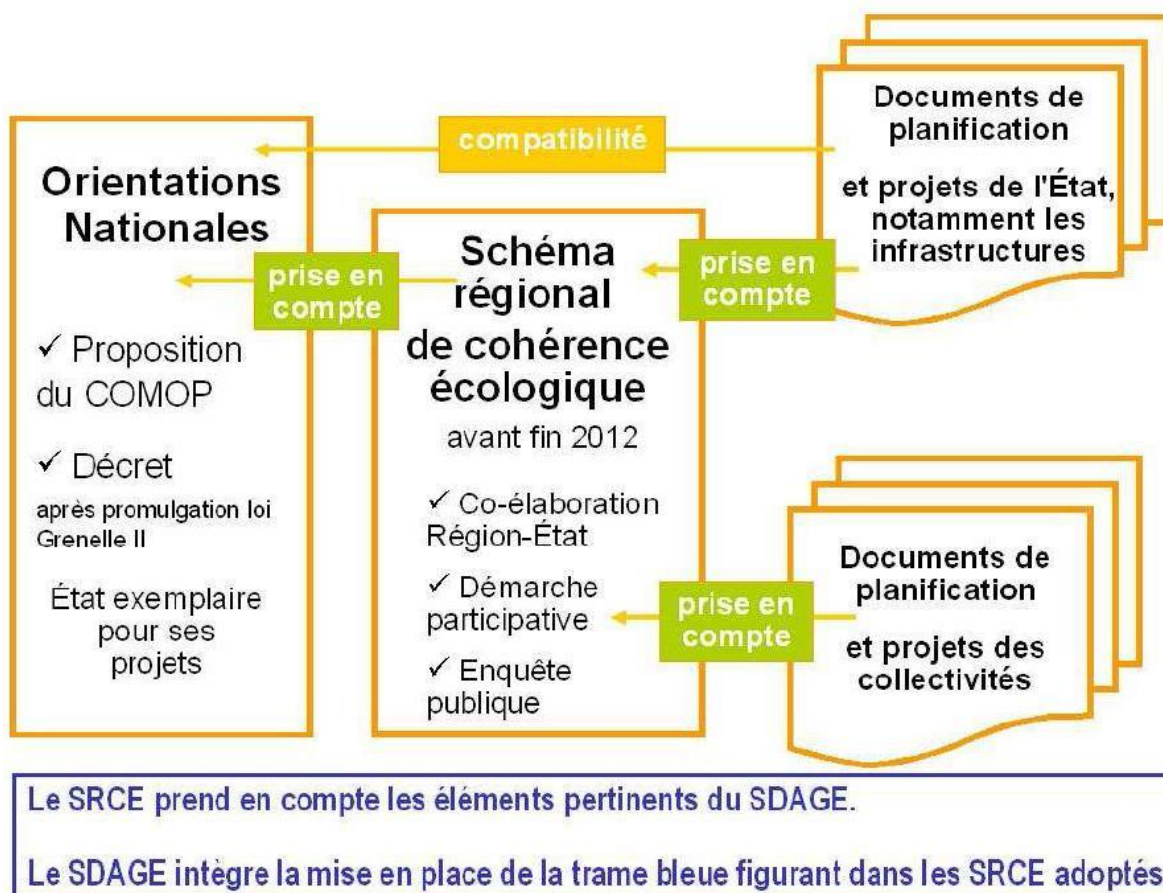 Orientations
Nationales
✓ Proposition
du COMOP
✓ Décret
après promulgation loi
Grenelle II
État exemplaire
pour ses
projets
compatibilité
prise en
compte
Schéma
régional
de cohérence
écologique
avant fin 2012
✓ Co-élaboration
Région-État
✓ Démarche
participative
✓ Enquête
publique
prise en
compte
Documents de
planification
et projets de l'État,
notamment les
infrastructures
prise en
compte
Documents de
planification
et projets des
collectivités
Le SRCE prend en compte les éléments pertinents du SDAGE.
Le SDAGE intègre la mise en place de la trame bleue figurant dans les SRCE adoptés